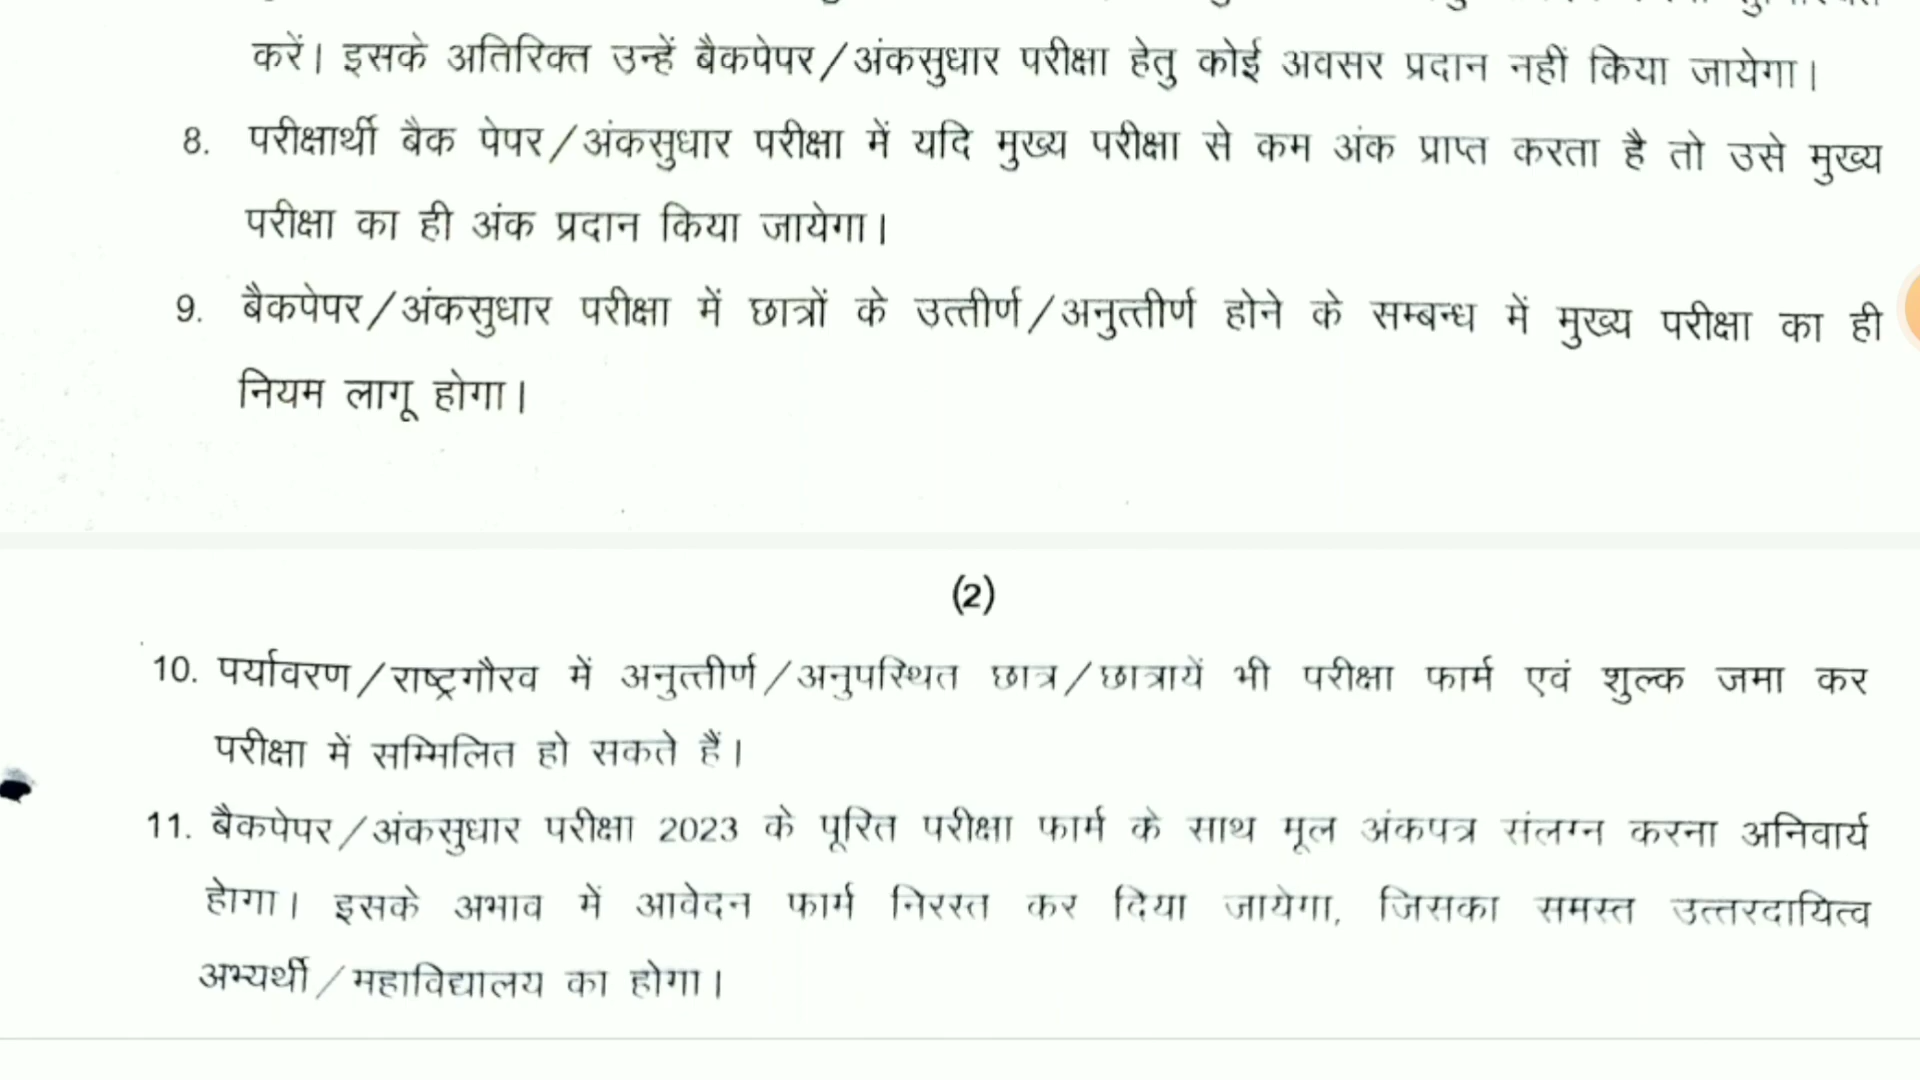 करें। इसके अतिरिक्त उन्हें बैकपेपर/अंकसुधार परीक्षा हेतु कोई अवसर प्रदान नहीं किया जायेगा।
8. परीक्षार्थी बैक पेपर/अंकसुधार परीक्षा में यदि मुख्य परीक्षा से कम अंक प्राप्त करता है तो उसे मुख्य
परीक्षा का ही अंक प्रदान किया जायेगा।
9. बैकपेपर/अंकसुधार परीक्षा में छात्रों के उत्तीर्ण/अनुत्तीर्ण होने के सम्बन्ध में मुख्य परीक्षा का ही
नियम लागू होगा।
(2)
10. पर्यावरण/राष्ट्रगौरव में अनुत्तीर्ण/अनुपस्थित छात्र/छात्रायें भी परीक्षा फार्म एवं शुल्क जमा कर
परीक्षा में सम्मिलित हो सकते हैं।
11. बैकपेपर/अंकसुधार परीक्षा 2023 के पूरित परीक्षा फार्म के साथ मूल अंकपत्र संलग्न करना अनिवार्य
होगा। इसके अभाव में आवेदन फार्म निरस्त कर दिया जायेगा, जिसका समस्त उत्तरदायित्व
अभ्यर्थी/महाविद्यालय का होगा।